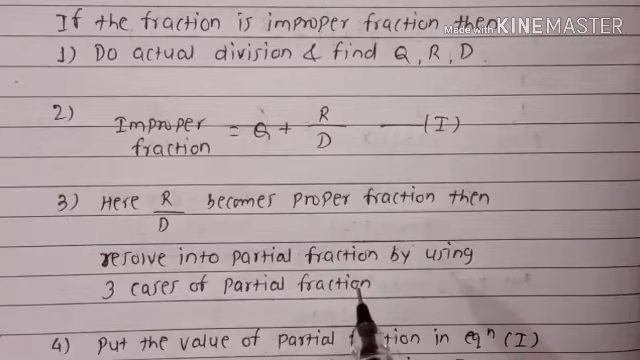 If the fraction is improper fraction then
Made with KINEMASTER
1) Do actual division & find Q, R, D
2) Improper fraction = Q + R/D —— (I)
3) Here R/D becomes proper fraction then
resolve into partial fraction by using
3 cases of partial fraction
4) Put the value of partial tion in eqⁿ (I)